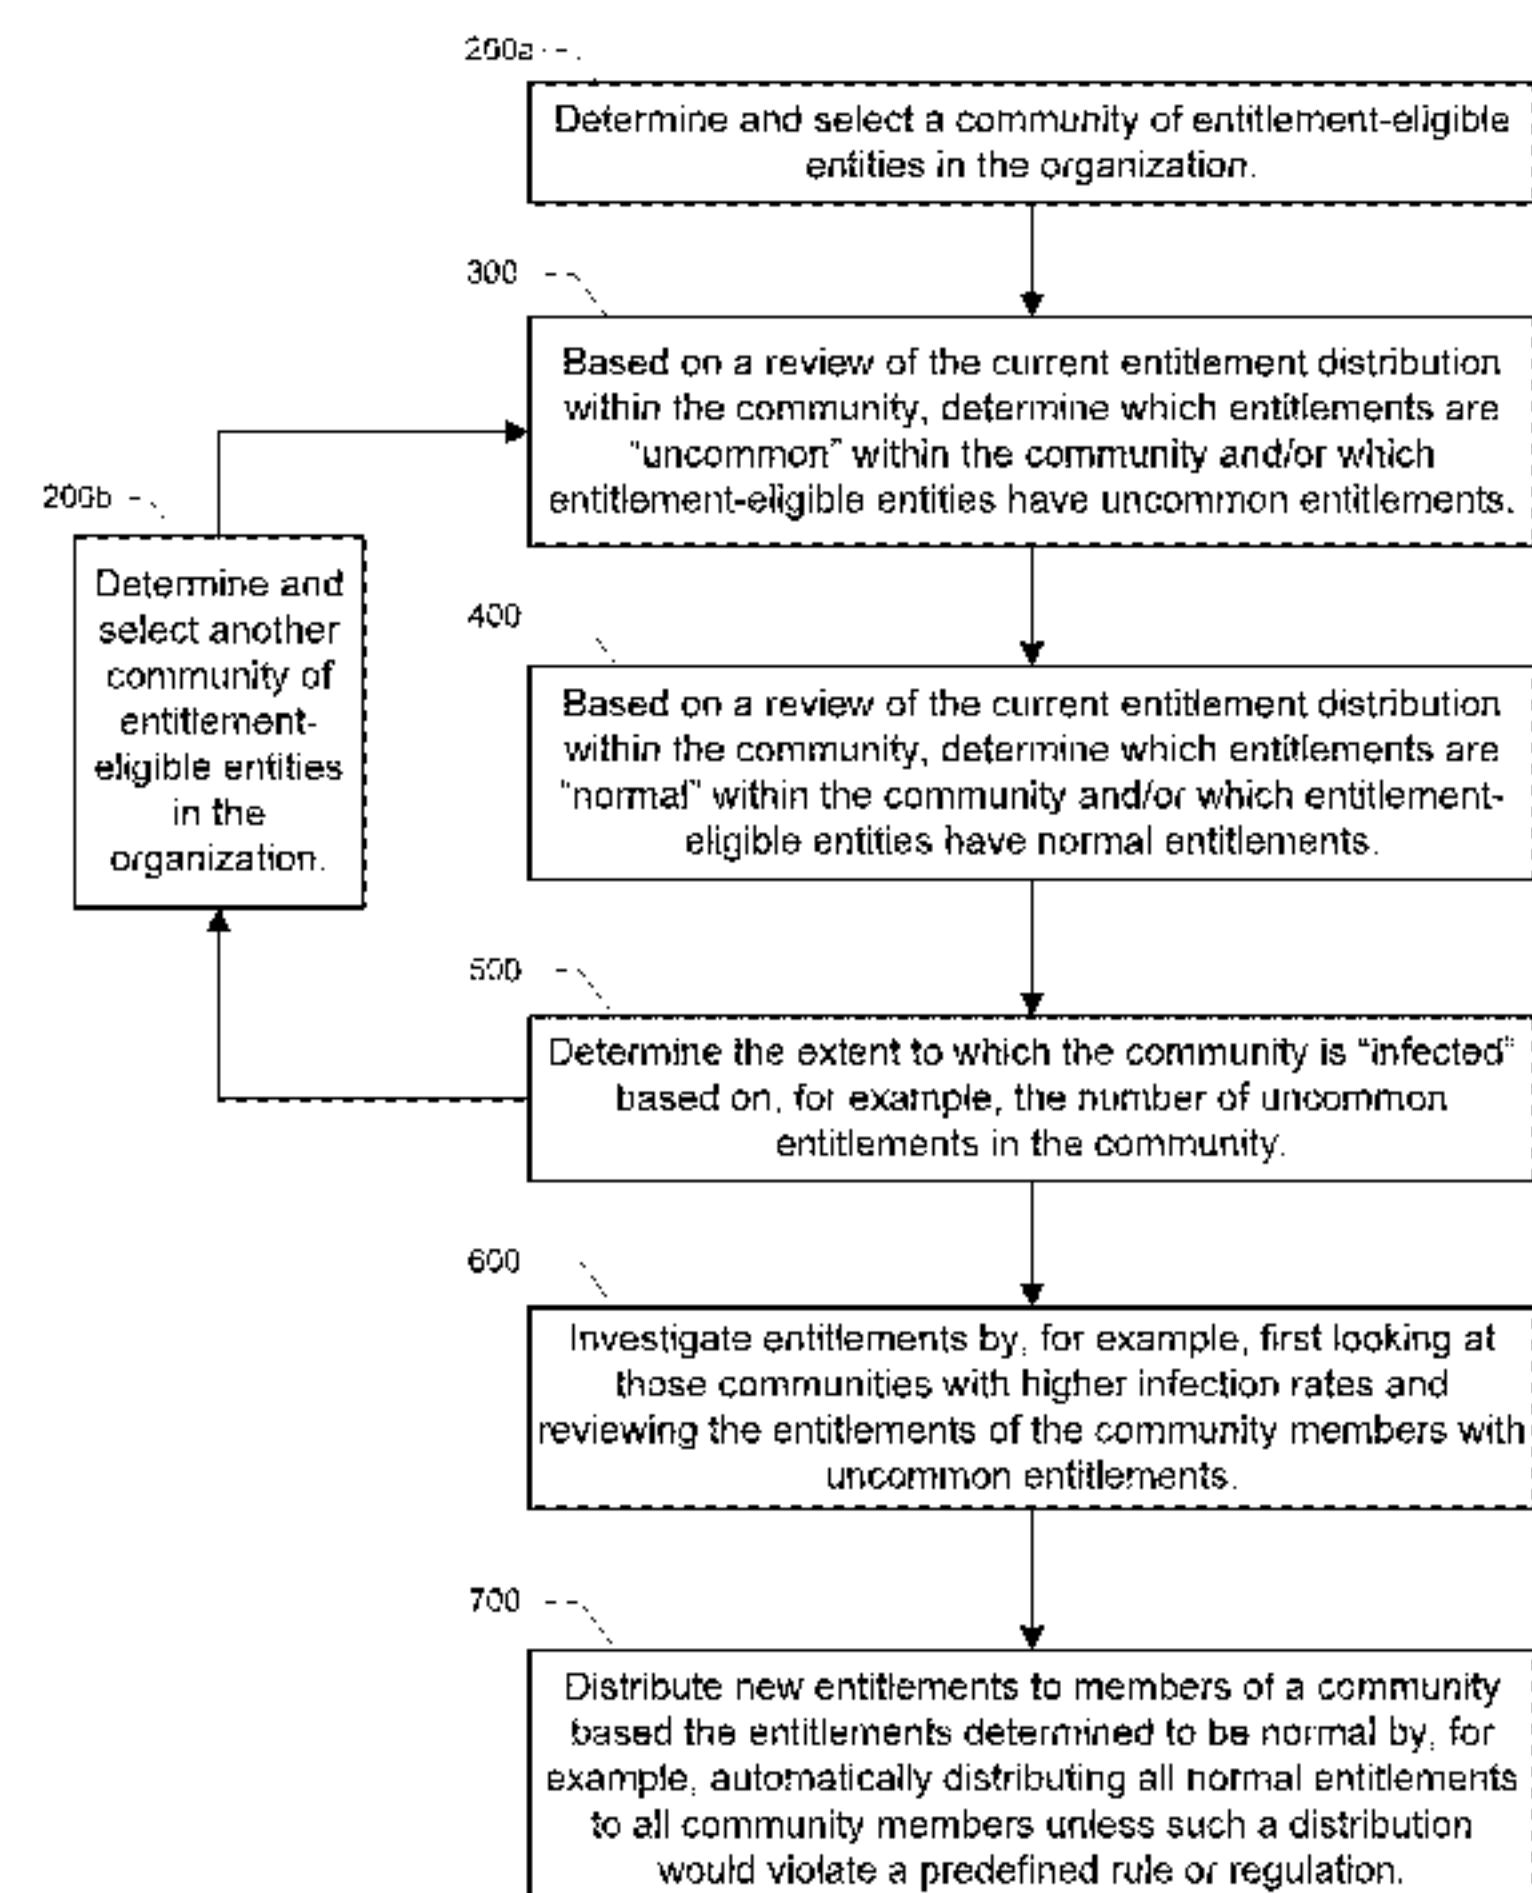 200a
Determine and select a community of entitlement-eligible
entities in the organization.
300
Based on a review of the current entitlement distribution
within the community, determine which entitlements are
"uncommon" within the community and/or which
entitlement-eligible entities have uncommon entitlements.
200b
Determine and
select another
community of
entitlement-
eligible entities
in the
organization.
400
Based on a review of the current entitlement distribution
within the community, determine which entitlements are
"normal" within the community and/or which entitlement-
eligible entities have normal entitlements.
500
Determine the extent to which the community is "infected"
based on, for example, the number of uncommon
entitlements in the community.
600
Investigate entitlements by, for example, first looking at
those communities with higher infection rates and
reviewing the entitlements of the community members with
uncommon entitlements.
700
Distribute new entitlements to members of a community
based the entitlements determined to be normal by, for
example, automatically distributing all normal entitlements
to all community members unless such a distribution
would violate a predefined rule or regulation.